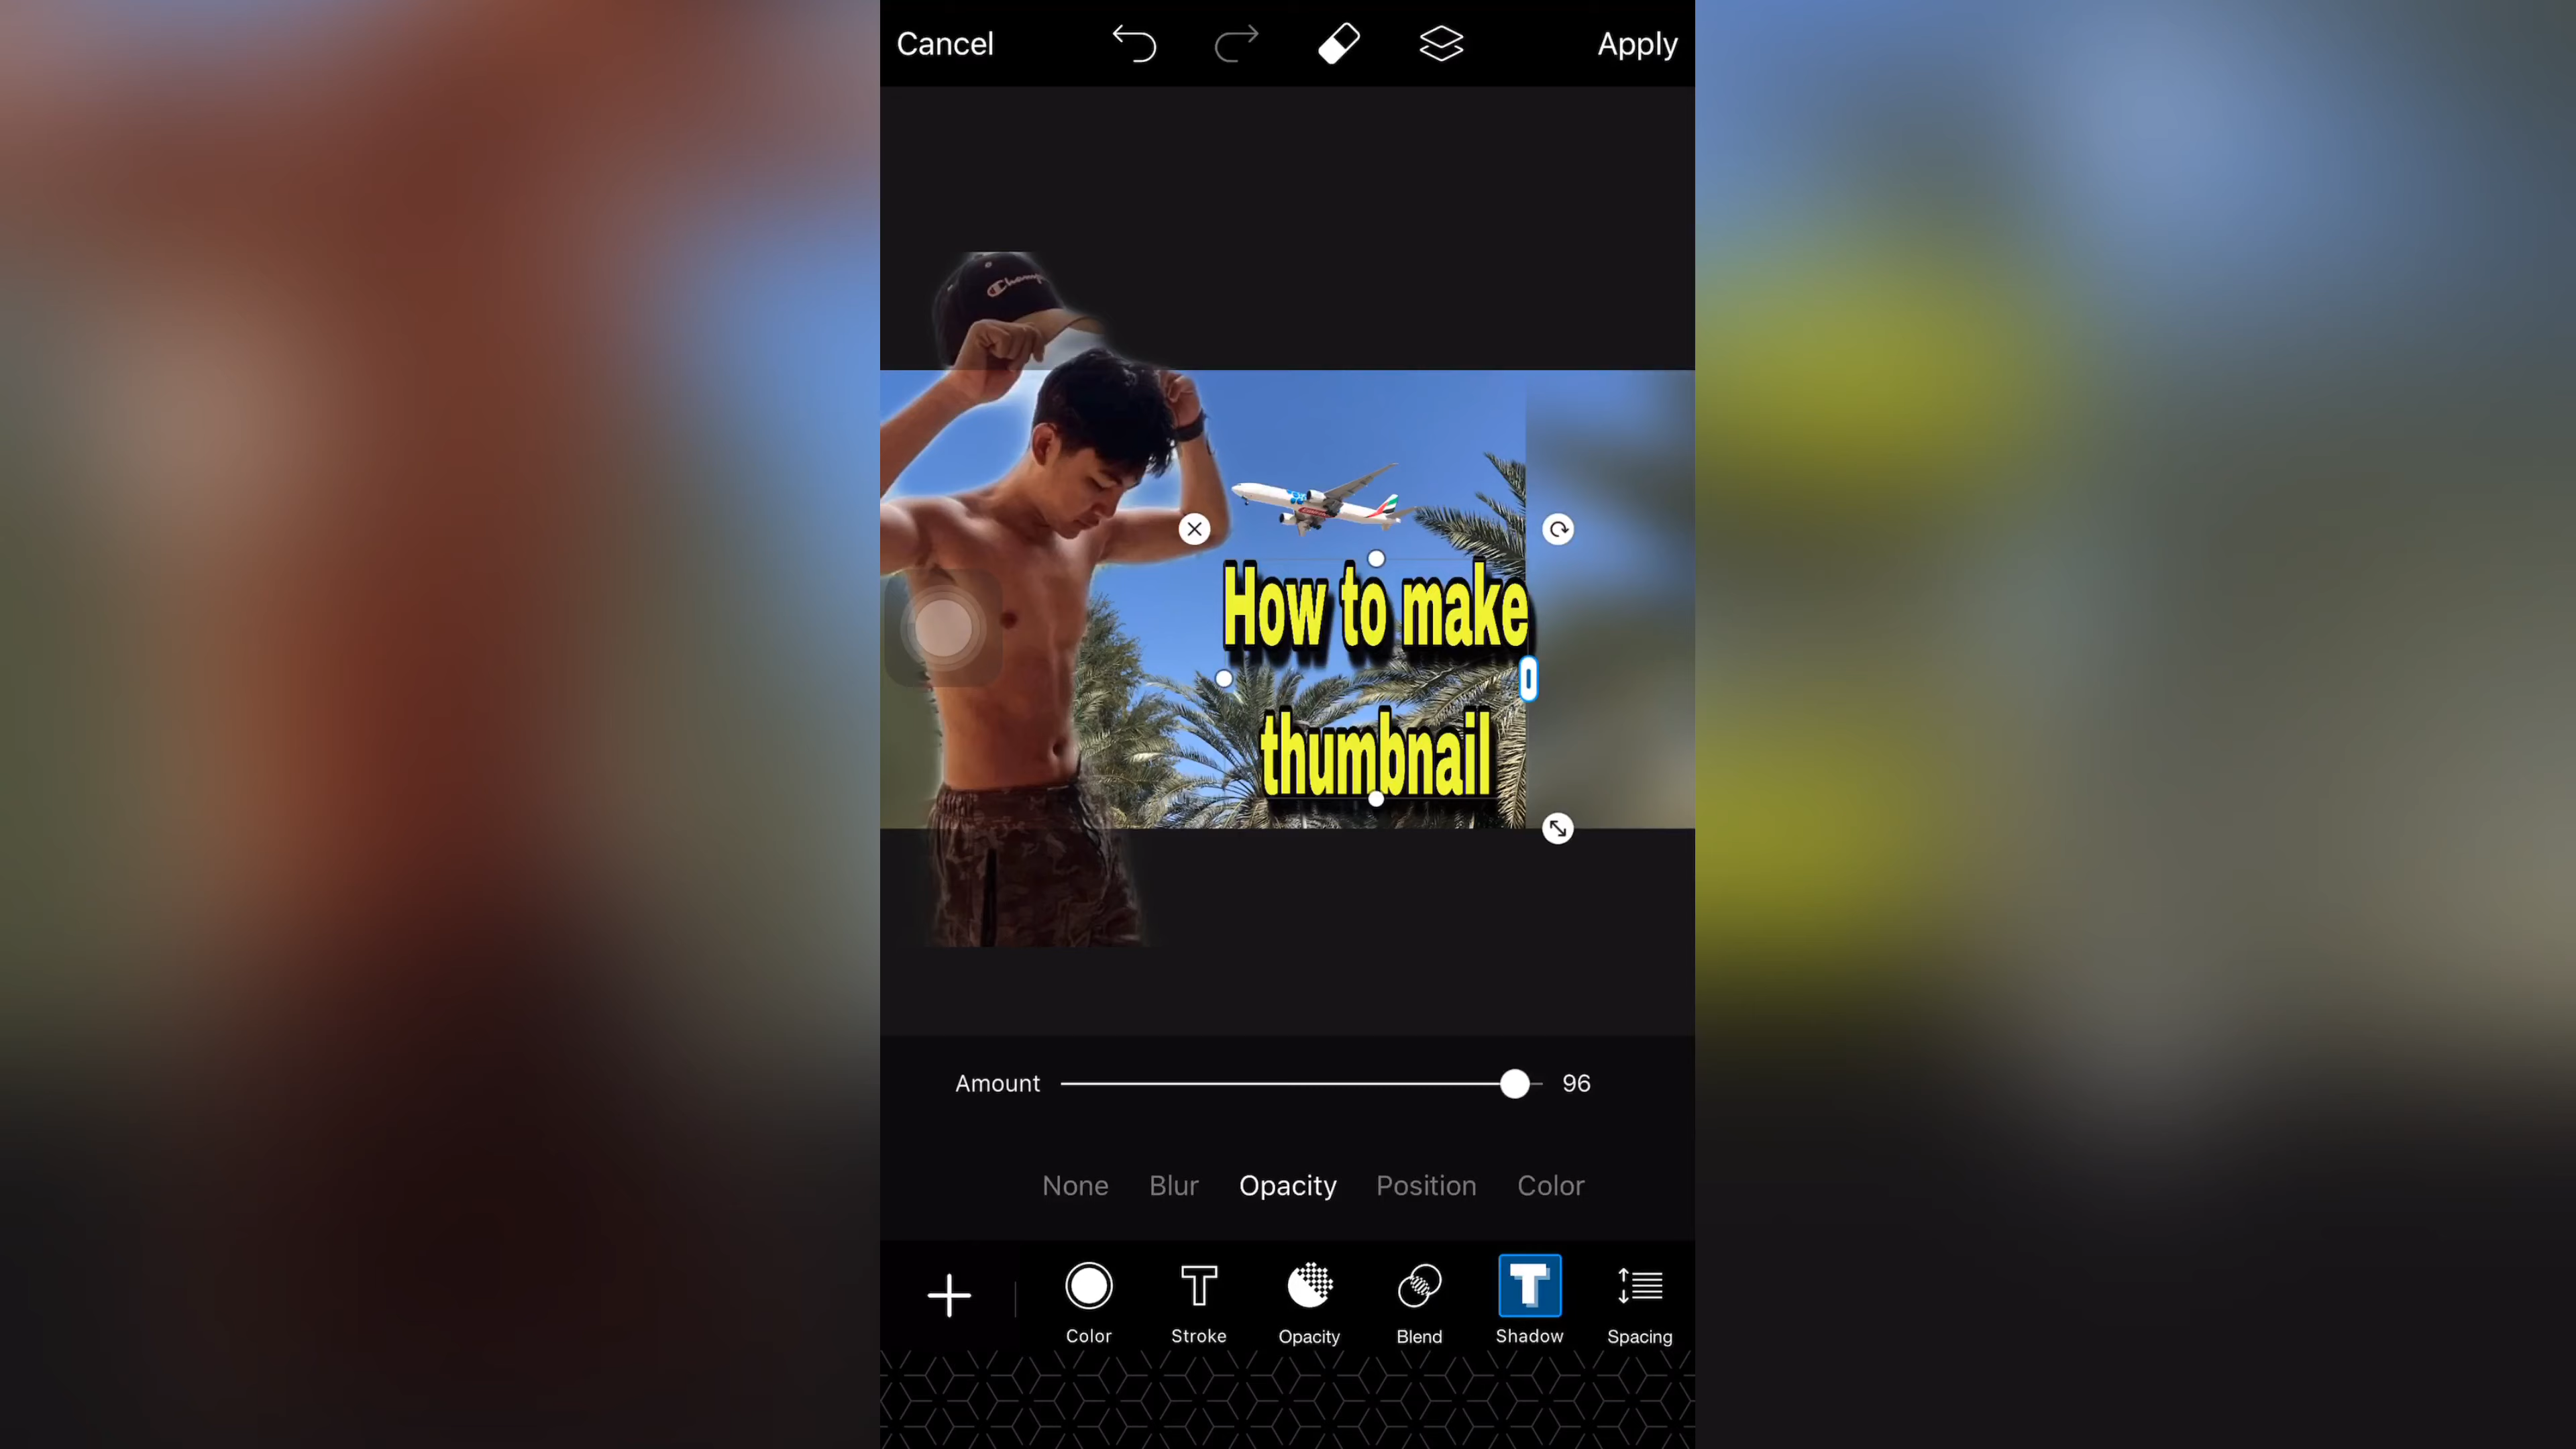 Cancel
Apply
Champ
How to make
thumbnail
Amount 96
None Blur Opacity Position Color
Color Stroke Opacity Blend Shadow Spacing